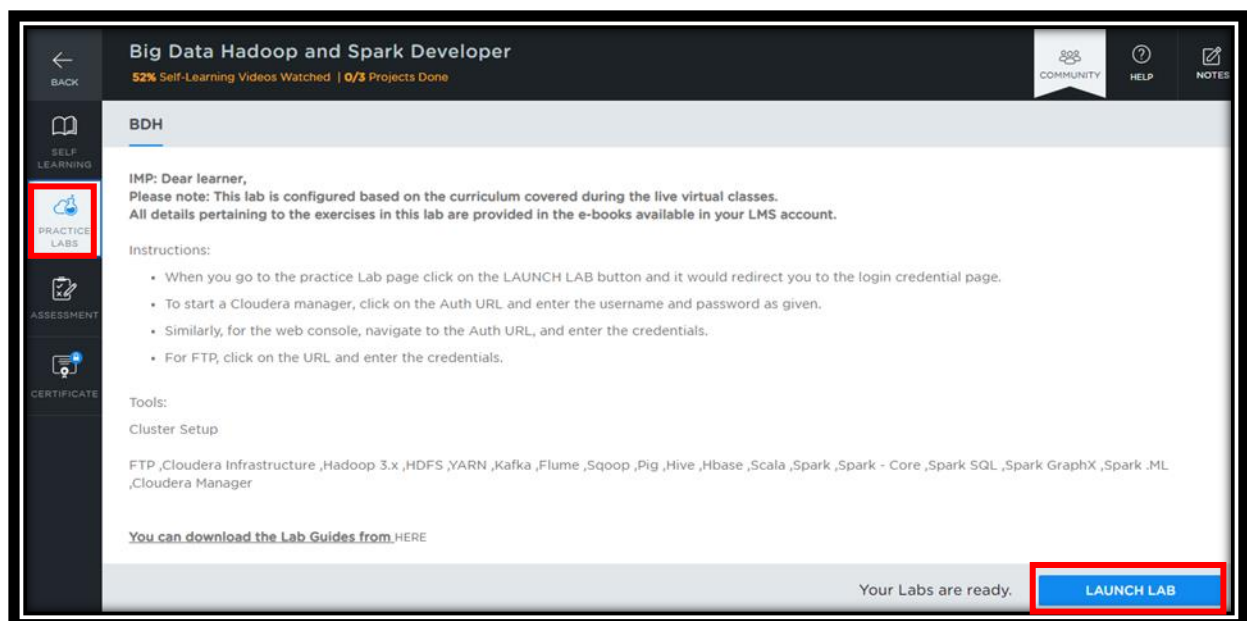 BACK
Big Data Hadoop and Spark Developer
52% Self-Learning Videos Watched | 0/3 Projects Done
COMMUNITY
HELP
NOTES
SELF
LEARNING
PRACTICE
LABS
ASSESSMENT
CERTIFICATE
BDH
IMP: Dear learner,
Please note: This lab is configured based on the curriculum covered during the live virtual classes.
All details pertaining to the exercises in this lab are provided in the e-books available in your LMS account.
Instructions:
• When you go to the practice Lab page click on the LAUNCH LAB button and it would redirect you to the login credential page.
• To start a Cloudera manager, click on the Auth URL and enter the username and password as given.
• Similarly, for the web console, navigate to the Auth URL, and enter the credentials.
• For FTP, click on the URL and enter the credentials.
Tools:
Cluster Setup
FTP ,Cloudera Infrastructure ,Hadoop 3.x ,HDFS ,YARN ,Kafka ,Flume ,Sqoop ,Pig ,Hive ,Hbase ,Scala ,Spark ,Spark - Core ,Spark SQL ,Spark GraphX ,Spark .ML
,Cloudera Manager
You can download the Lab Guides from HERE
Your Labs are ready.
LAUNCH LAB